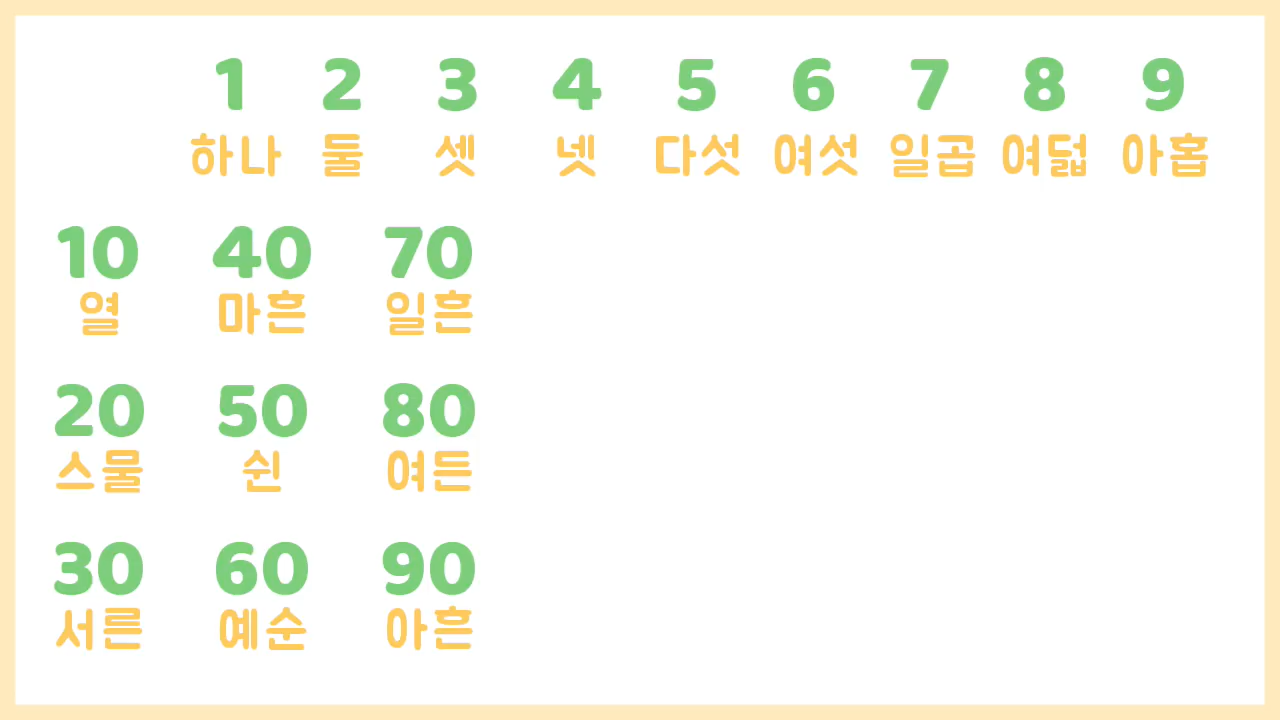 1 2 3 4 5 6 7 8 9
하나 둘 셋 넷 다섯 여섯 일곱 여덟 아홉
10 40 70
열 마흔 일흔
20 50 80
스물 쉰 여든
30 60 90
서른 예순 아흔